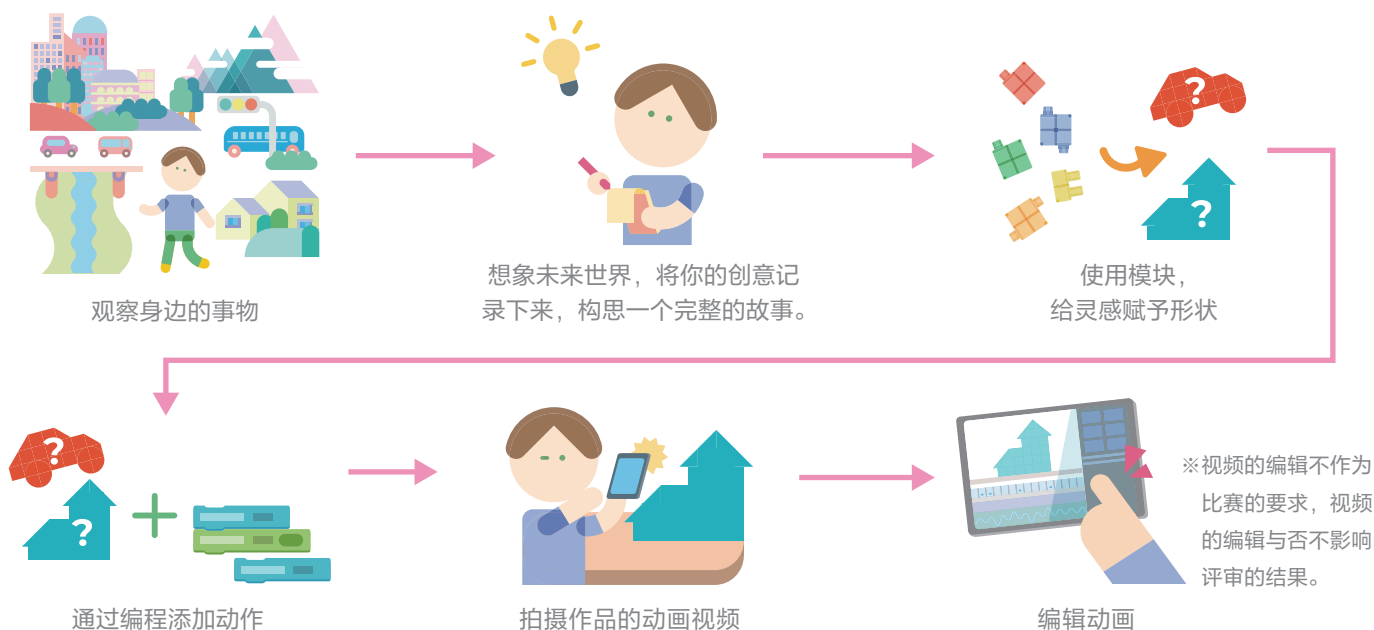 ?
?
观察身边的事物
想象未来世界，将你的创意记
录下来，构思一个完整的故事。
使用模块，
给灵感赋予形状
?
?
※视频的编辑不作为
比赛的要求，视频
的编辑与否不影响
评审的结果。
通过编程添加动作
拍摄作品的动画视频
编辑动画